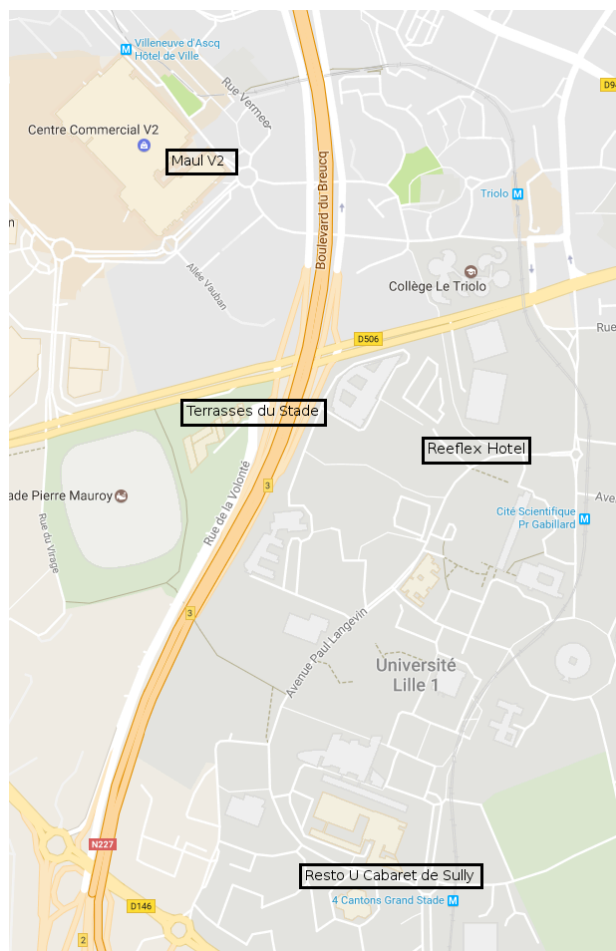 Villeneuve d'Ascq
Hôtel de Ville
Rue Vermeer
D9
Centre Commercial V2
Maul V2
Boulevard du Breucq
Triolo
n
Allée Vauban
Collège Le Triolo
D506
Rue
Terrasses du Stade
Reeflex Hotel
ade Pierre Mauroy
Rue de la Volonté
3
Rue du Virage
Cité Scientifique
Pr Gabillard
Ave
3
Avenue Paul Langevin
Université
Lille 1
N227
Resto U Cabaret de Sully
4 Cantons Grand Stade
D146
2